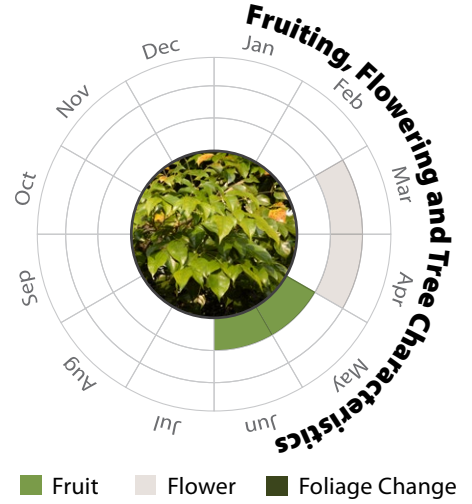 Fruiting, Flowering and Tree Characteristics
Jan
Feb
Mar
Apr
May
Jun
Jul
Aug
Sep
Oct
Nov
Dec
Fruit
Flower
Foliage Change